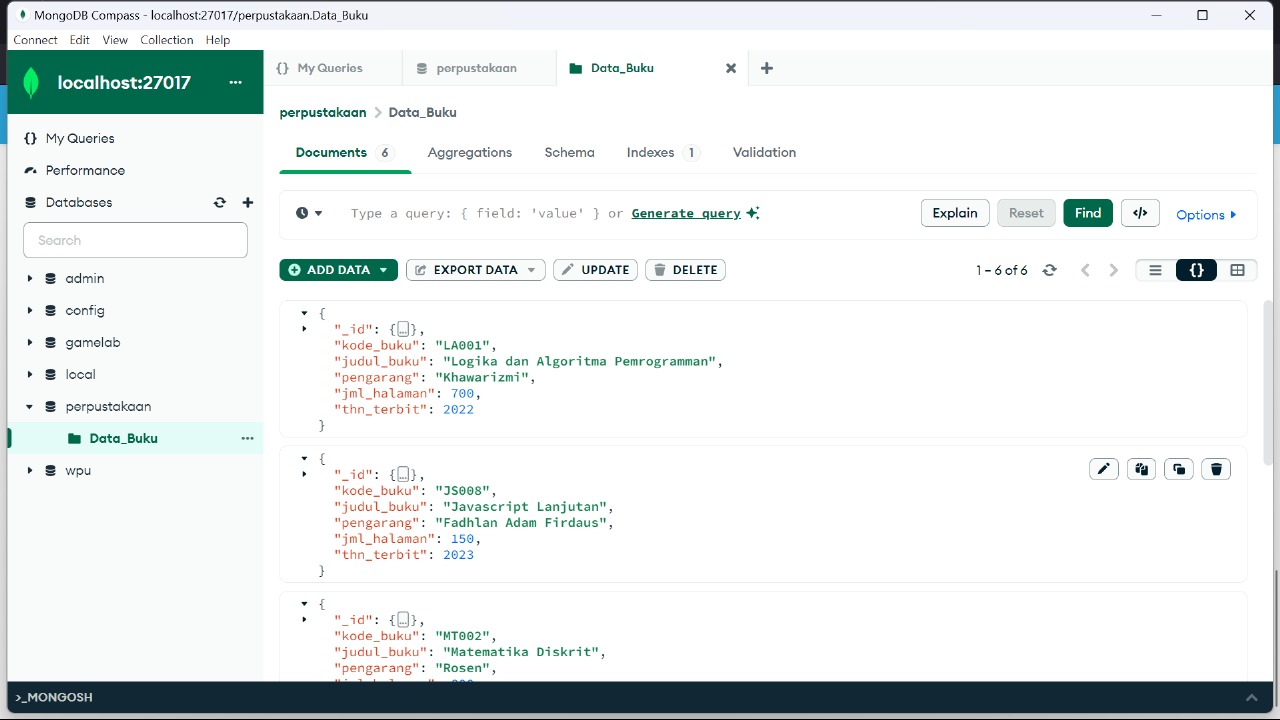 MongoDB Compass - localhost:27017/perpustakaan.Data_Buku
Connect Edit View Collection Help
localhost:27017 ...
{} My Queries
Performance
Databases
Search
admin
config
gamelab
local
perpustakaan
Data_Buku ...
wpu
{} My Queries perpustakaan Data_Buku
perpustakaan > Data_Buku
Documents 6 Aggregations Schema Indexes 1 Validation
Type a query: { field: 'value' } or Generate query
Explain Reset Find </> Options
ADD DATA EXPORT DATA UPDATE DELETE 1 – 6 of 6 {}
{
"_id": {…},
"kode_buku": "LA001",
"judul_buku": "Logika dan Algoritma Pemrogramman",
"pengarang": "Khawarizmi",
"jml_halaman": 700,
"thn_terbit": 2022
}
{
"_id": {…},
"kode_buku": "JS008",
"judul_buku": "Javascript Lanjutan",
"pengarang": "Fadhlan Adam Firdaus",
"jml_halaman": 150,
"thn_terbit": 2023
}
{
"_id": {…},
"kode_buku": "MT002",
"judul_buku": "Matematika Diskrit",
"pengarang": "Rosen",
>_MONGOSH